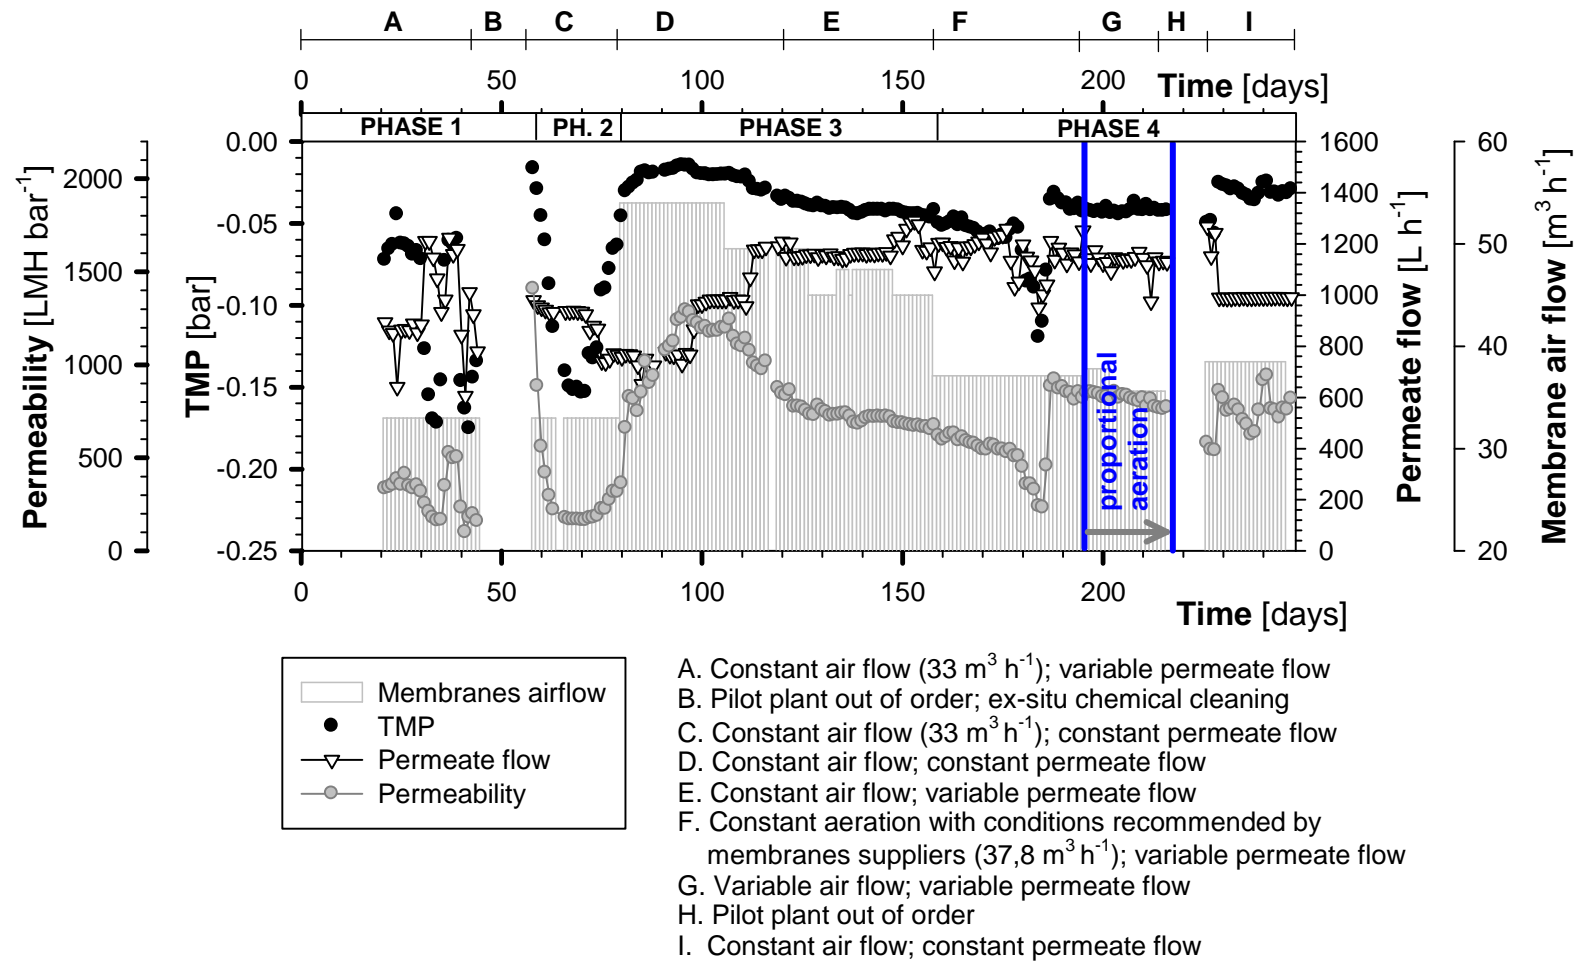 A B C D E F G H I
0 50 100 150 200 Time [days]
PHASE 1 PH. 2 PHASE 3 PHASE 4
Permeability [LMH bar-1]
2000
1500
1000
500
0
TMP [bar]
0.00
-0.05
-0.10
-0.15
-0.20
-0.25
proportional
aeration
1600
1400
1200
1000
800
600
400
200
0
Permeate flow [L h-1]
60
50
40
30
20
Membrane air flow [m3 h-1]
0 50 100 150 200
Time [days]
Membranes airflow
TMP
Permeate flow
Permeability
A. Constant air flow (33 m3 h-1); variable permeate flow
B. Pilot plant out of order; ex-situ chemical cleaning
C. Constant air flow (33 m3 h-1); constant permeate flow
D. Constant air flow; constant permeate flow
E. Constant air flow; variable permeate flow
F. Constant aeration with conditions recommended by
membranes suppliers (37,8 m3 h-1); variable permeate flow
G. Variable air flow; variable permeate flow
H. Pilot plant out of order
I. Constant air flow; constant permeate flow